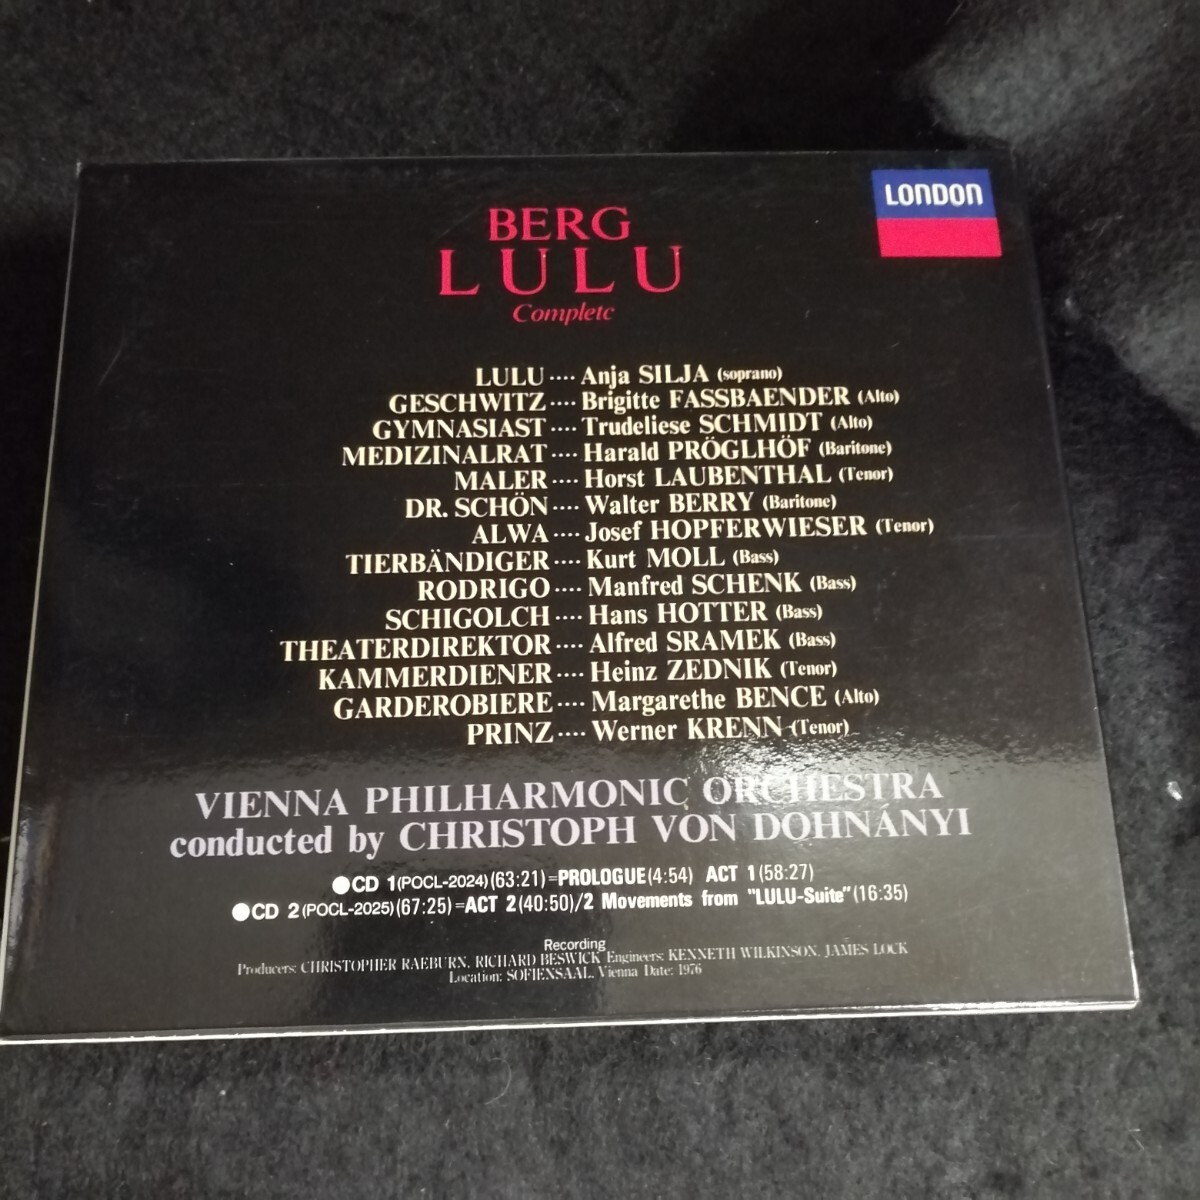 LONDON
BERG
LULU
Complete
LULU···· Anja SILJA (soprano)
GESCHWITZ···· Brigitte FASSBAENDER (Alto)
GYMNASIAST···· Trudeliese SCHMIDT (Alto)
MEDIZINALRAT···· Harald PRÖGLHÖF (Baritone)
MALER···· Horst LAUBENTHAL (Tenor)
DR. SCHÖN···· Walter BERRY (Baritone)
ALWA···· Josef HOPFERWIESER (Tenor)
TIERBÄNDIGER···· Kurt MOLL (Bass)
RODRIGO···· Manfred SCHENK (Bass)
SCHIGOLCH···· Hans HOTTER (Bass)
THEATERDIREKTOR···· Alfred SRAMEK (Bass)
KAMMERDIENER···· Heinz ZEDNIK (Tenor)
GARDEROBIERE···· Margarethe BENCE (Alto)
PRINZ···· Werner KRENN (Tenor)
VIENNA PHILHARMONIC ORCHESTRA
conducted by CHRISTOPH VON DOHNÁNYI
●CD 1(POCL-2024)(63:21)=PROLOGUE(4:54) ACT 1(58:27)
●CD 2(POCL-2025)(67:25)=ACT 2(40:50)/2 Movements from "LULU-Suite"(16:35)
Recording
Producers: CHRISTOPHER RAEBURN, RICHARD BESWICK Engineers: KENNETH WILKINSON, JAMES LOCK
Location: SOFIENSAAL, Vienna Date: 1976